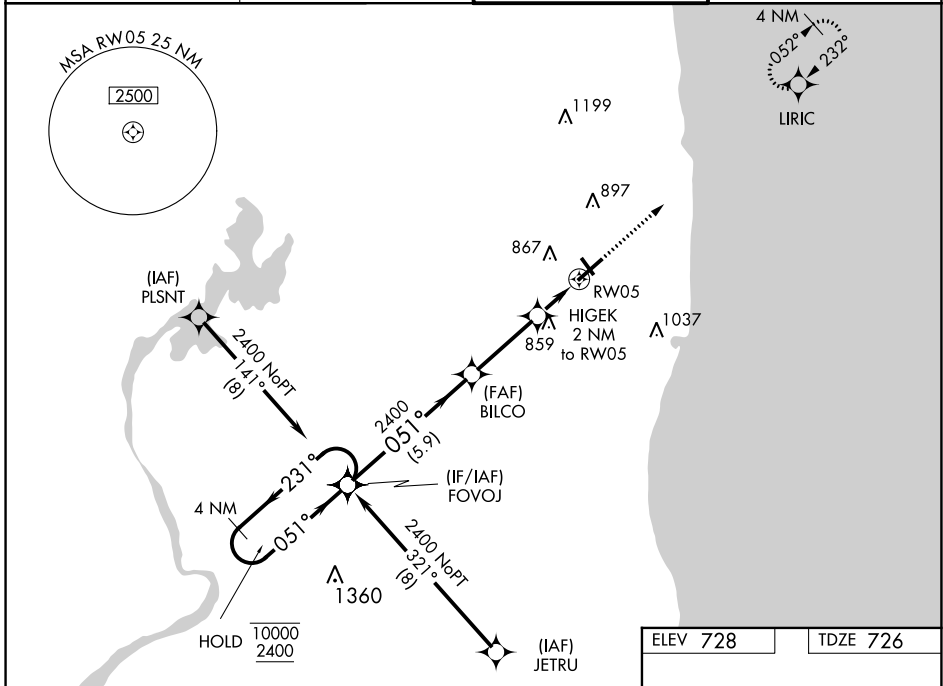 MSA RW05 25 NM
2500
4 NM
052°
232°
LIRIC
1199
897
867
RW05
HIGEK
2 NM
to RW05
859
1037
(IAF)
PLSNT
2400 NoPT
141°
(8)
(FAF)
BILCO
2400
051°
(5.9)
(IF/IAF)
FOVOJ
231°
4 NM
051°
2400 NoPT
321°
(8)
1360
HOLD
10000
2400
(IAF)
JETRU
ELEV 728
TDZE 726